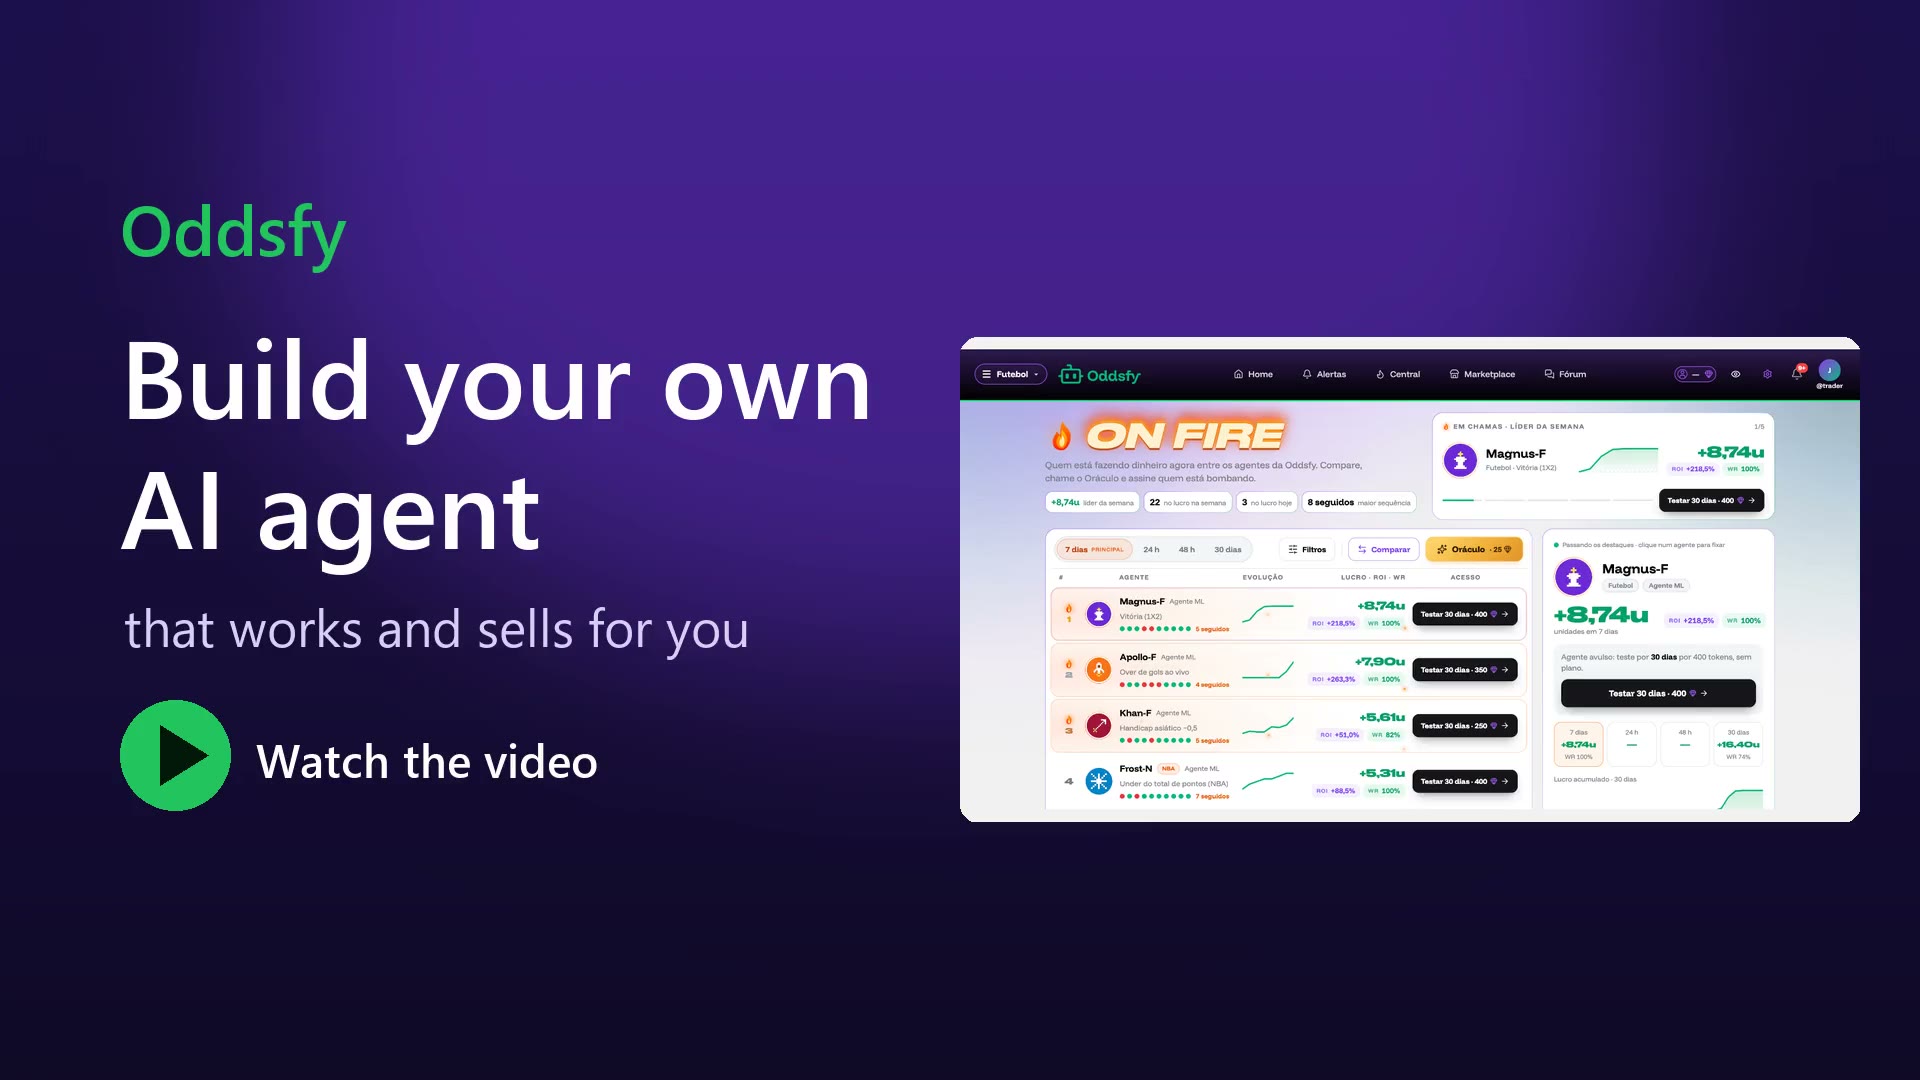 Oddsfy
Build your own
AI agent
that works and sells for you
Watch the video
Futebol
Oddsfy
Home
Alertas
Central
Marketplace
Fórum
9+
J
@trader
ON FIRE
Quem está fazendo dinheiro agora entre os agentes da Oddsfy. Compare,
chame o Oráculo e assine quem está bombando.
+8,74u líder da semana
22 no lucro na semana
3 no lucro hoje
8 seguidos maior sequência
EM CHAMAS · LÍDER DA SEMANA
1/5
Magnus-F
Futebol · Vitória (1X2)
+8,74u
ROI +218,5% WR 100%
Testar 30 dias · 400 →
7 dias PRINCIPAL 24 h 48 h 30 dias
Filtros
Comparar
Oráculo · 25
# AGENTE EVOLUÇÃO LUCRO · ROI · WR ACESSO
1
Magnus-F Agente ML
Vitória (1X2)
5 seguidos
+8,74u
ROI +218,5% WR 100%
Testar 30 dias · 400 →
2
Apollo-F Agente ML
Over de gols ao vivo
4 seguidos
+7,90u
ROI +263,3% WR 100%
Testar 30 dias · 350 →
3
Khan-F Agente ML
Handicap asiático -0,5
5 seguidos
+5,61u
ROI +51,0% WR 82%
Testar 30 dias · 250 →
4
Frost-N NBA Agente ML
Under do total de pontos (NBA)
7 seguidos
+5,31u
ROI +88,5% WR 100%
Testar 30 dias · 400 →
Passando os destaques · clique num agente para fixar
Magnus-F
Futebol Agente ML
+8,74u
ROI +218,5% WR 100%
unidades em 7 dias
Agente avulso: teste por 30 dias por 400 tokens, sem
plano.
Testar 30 dias · 400 →
7 dias 24 h 48 h 30 dias
+8,74u — — +16,40u
WR 100% WR 74%
Lucro acumulado · 30 dias